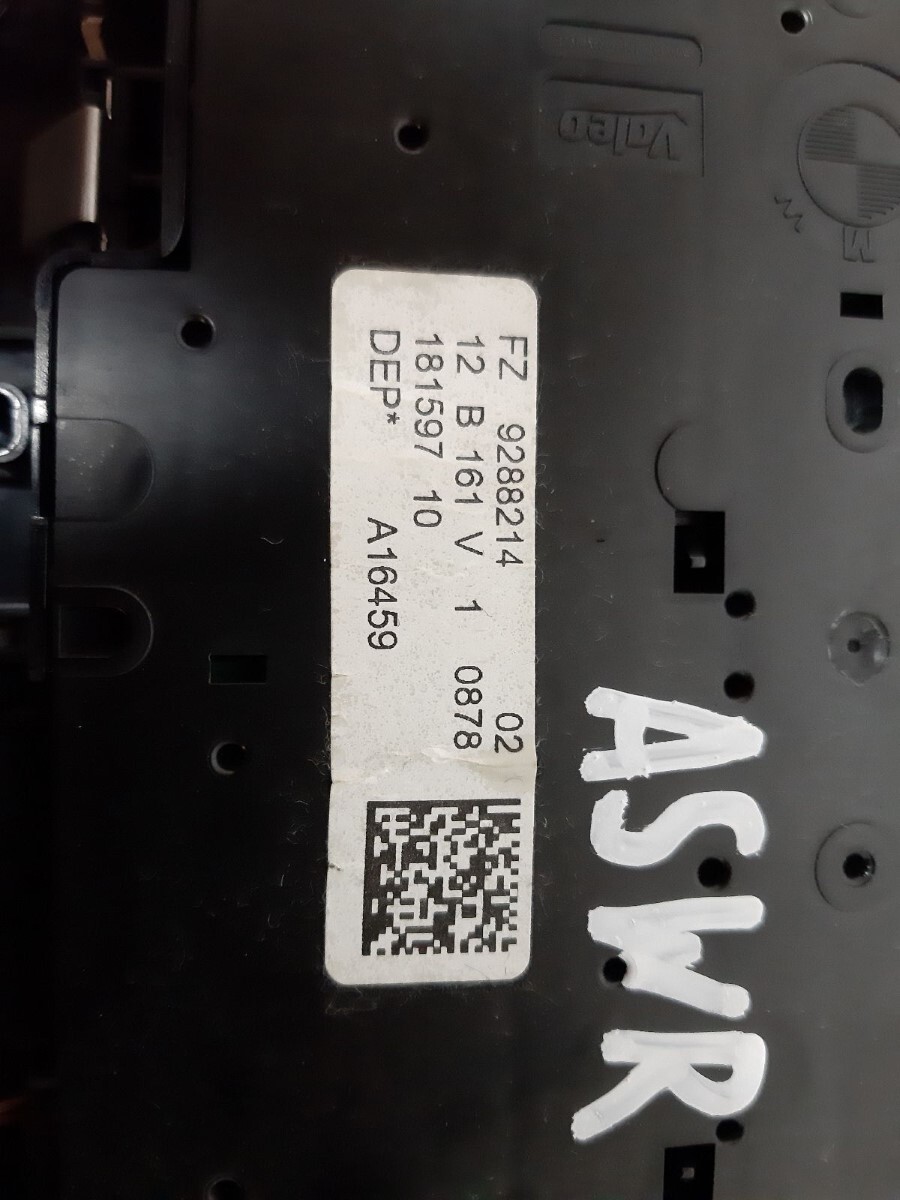 Valeo
B M W
FZ 9288214 02
12 B 161 V 1 0878
181597 10
DEP* A16459
ASWR